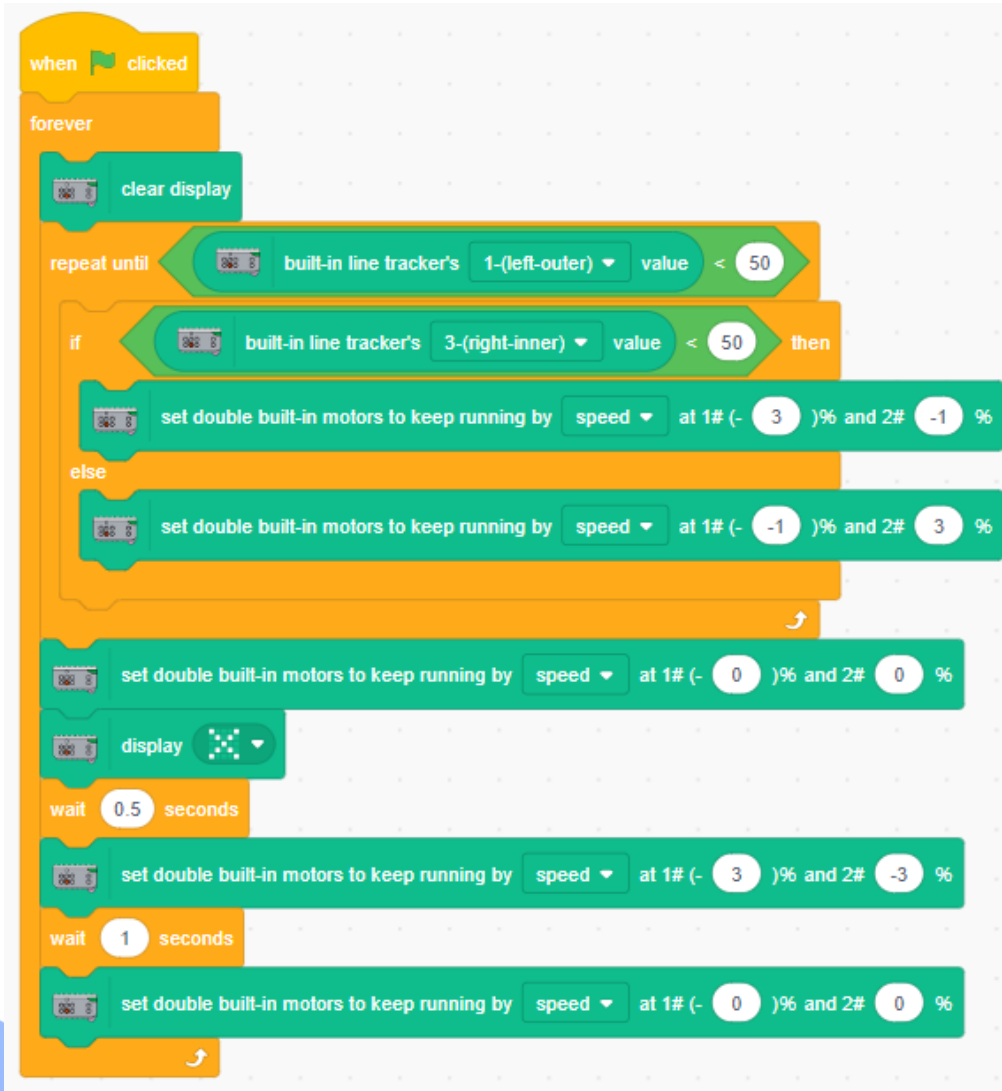 when clicked
forever
clear display
repeat until built-in line tracker's 1-(left-outer) value < 50
if built-in line tracker's 3-(right-inner) value < 50 then
set double built-in motors to keep running by speed at 1# (- 3 )% and 2# -1 %
else
set double built-in motors to keep running by speed at 1# (- -1 )% and 2# 3 %
set double built-in motors to keep running by speed at 1# (- 0 )% and 2# 0 %
display
wait 0.5 seconds
set double built-in motors to keep running by speed at 1# (- 3 )% and 2# -3 %
wait 1 seconds
set double built-in motors to keep running by speed at 1# (- 0 )% and 2# 0 %